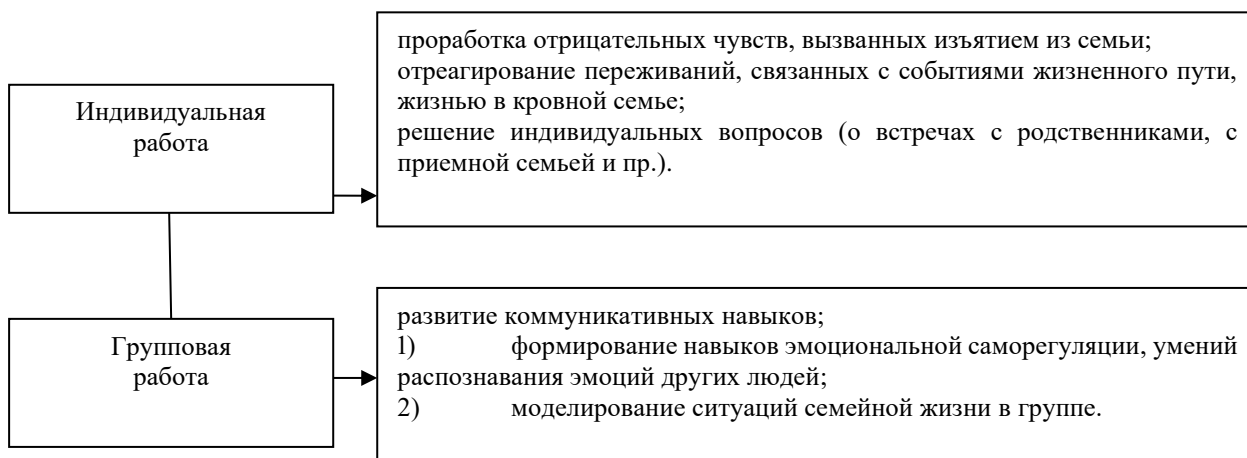 Индивидуальная
работа
проработка отрицательных чувств, вызванных изъятием из семьи;
отреагирование переживаний, связанных с событиями жизненного пути,
жизнью в кровной семье;
решение индивидуальных вопросов (о встречах с родственниками, с
приемной семьей и пр.).
Групповая
работа
развитие коммуникативных навыков;
1) формирование навыков эмоциональной саморегуляции, умений
распознавания эмоций других людей;
2) моделирование ситуаций семейной жизни в группе.